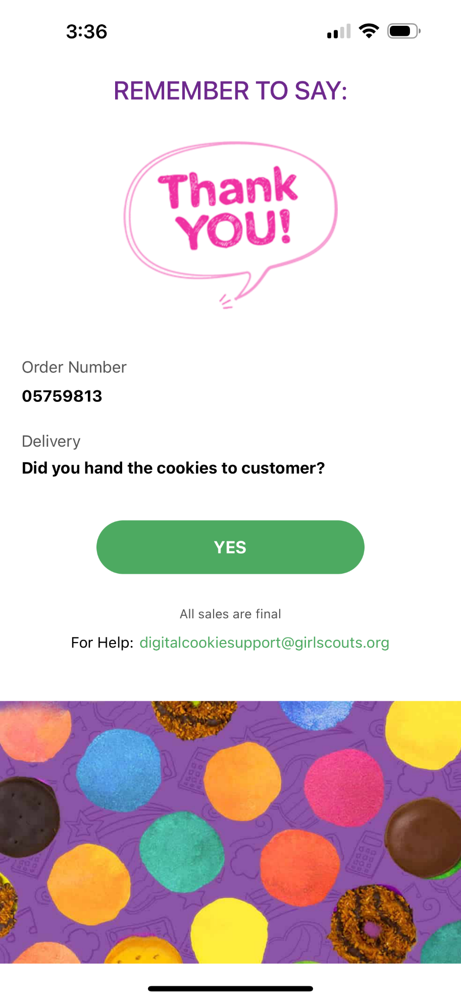 3:36
REMEMBER TO SAY:
Thank
YOU!
Order Number
05759813
Delivery
Did you hand the cookies to customer?
YES
All sales are final
For Help: digitalcookiesupport@girlscouts.org